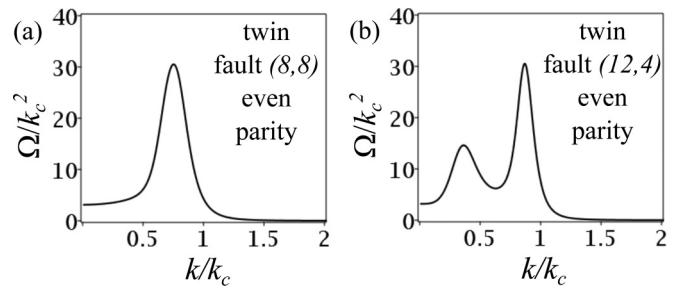 (a)
40
30
20
10
0
Ω/k_c^2
twin
fault (8,8)
even
parity
0.5 1 1.5 2
k/k_c
(b)
40
30
20
10
0
Ω/k_c^2
twin
fault (12,4)
even
parity
0.5 1 1.5 2
k/k_c